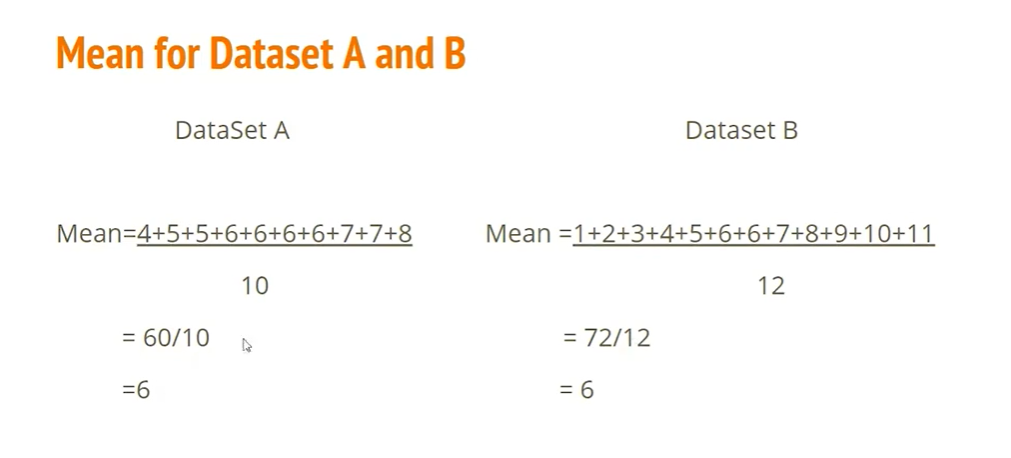 Mean for Dataset A and B
DataSet A
Dataset B
Mean=4+5+5+6+6+6+6+7+7+8
10
= 60/10
=6
Mean =1+2+3+4+5+6+6+7+8+9+10+11
12
= 72/12
= 6